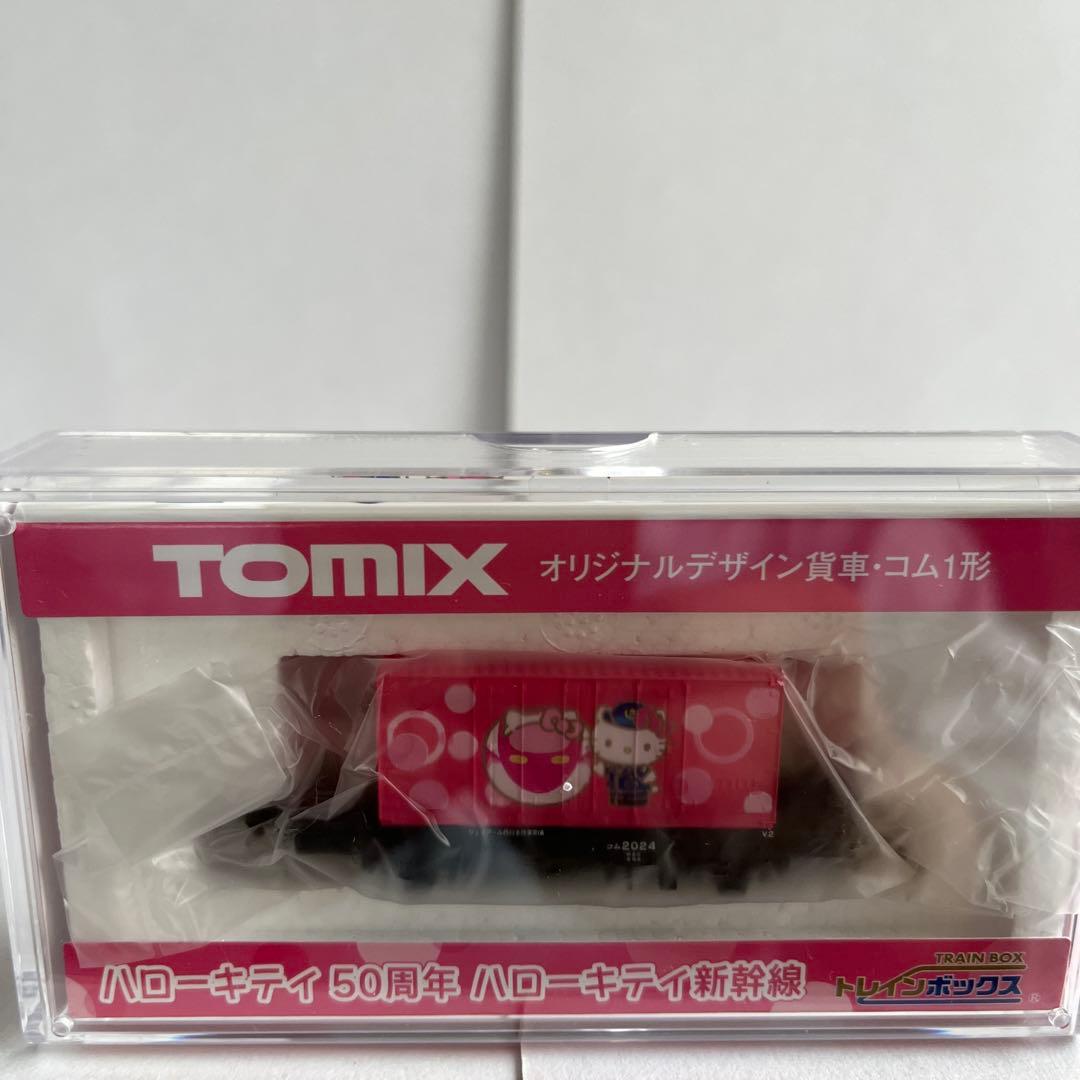 TOMIX オリジナルデザイン貨車・コム1形
V.2
コム2024
ハローキティ 50周年 ハローキティ新幹線
TRAIN BOX
トレインボックス®